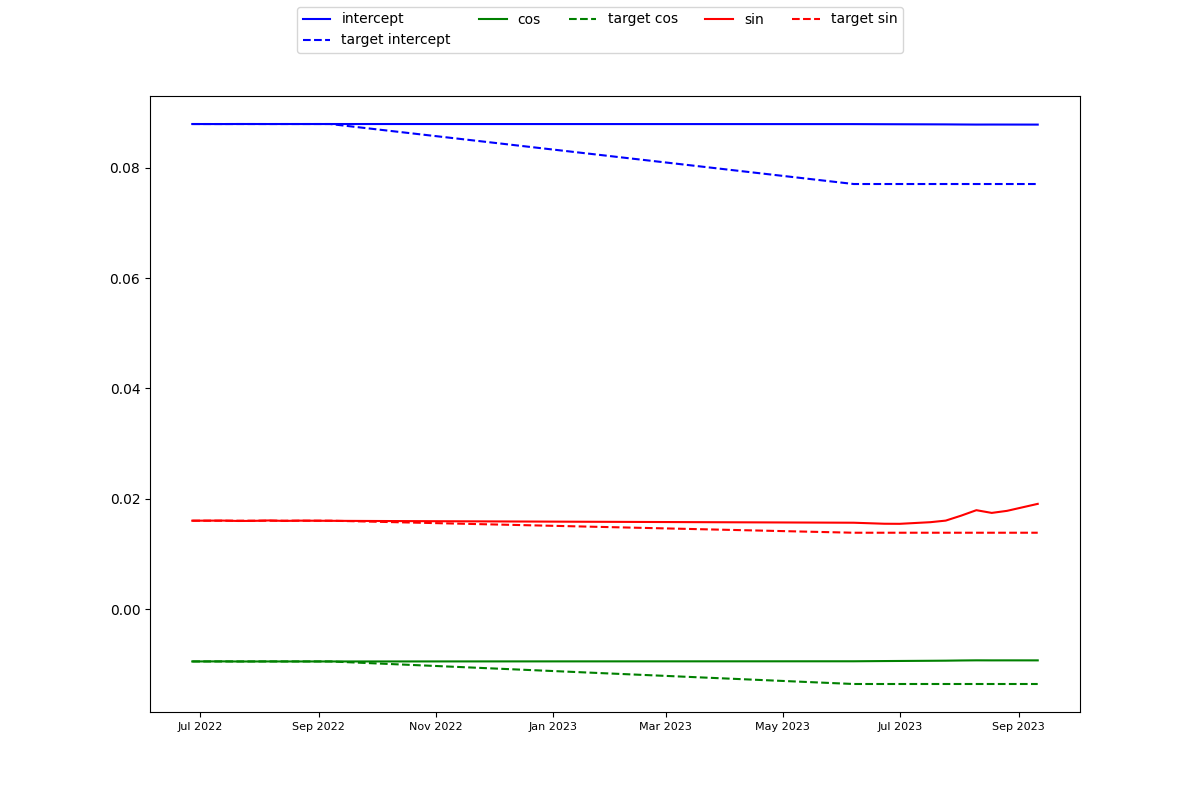 intercept cos target cos sin target sin
target intercept
0.08
0.06
0.04
0.02
0.00
Jul 2022 Sep 2022 Nov 2022 Jan 2023 Mar 2023 May 2023 Jul 2023 Sep 2023